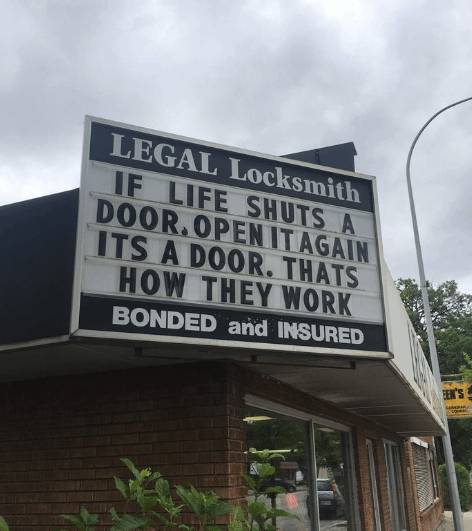 LEGAL Locksmith
IF LIFE SHUTS A
DOOR. OPEN IT AGAIN
ITS A DOOR. THATS
HOW THEY WORK
BONDED and INSURED